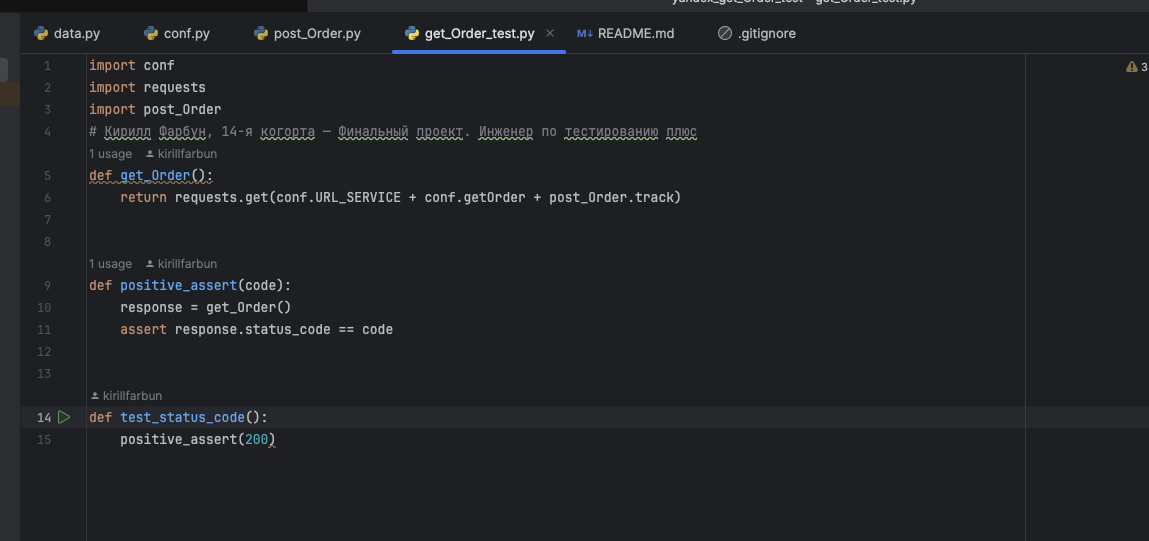 yandex_get_Order_test – get_Order_test.py
data.py
conf.py
post_Order.py
get_Order_test.py ×
M↓ README.md
.gitignore
1 import conf
3
2 import requests
3 import post_Order
4 # Кирилл Фарбун, 14-я когорта — Финальный проект. Инженер по тестированию плюс
1 usage kirillfarbun
5 def get_Order():
6 return requests.get(conf.URL_SERVICE + conf.getOrder + post_Order.track)
7
8
1 usage kirillfarbun
9 def positive_assert(code):
10 response = get_Order()
11 assert response.status_code == code
12
13
kirillfarbun
14 def test_status_code():
15 positive_assert(200)